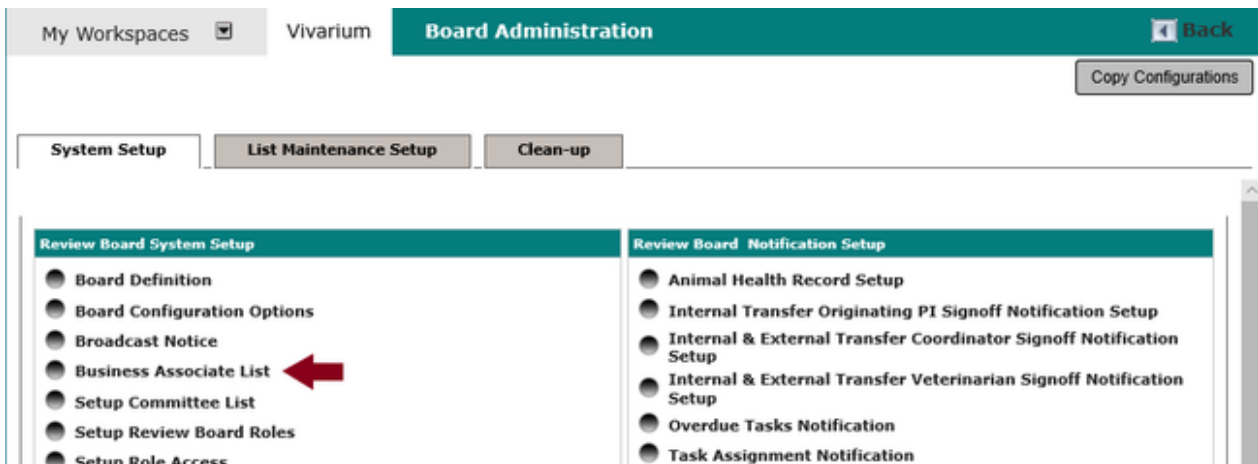 My Workspaces Vivarium Board Administration Back
Copy Configurations
System Setup List Maintenance Setup Clean-up
Review Board System Setup
Board Definition
Board Configuration Options
Broadcast Notice
Business Associate List
Setup Committee List
Setup Review Board Roles
Setup Role Access
Review Board Notification Setup
Animal Health Record Setup
Internal Transfer Originating PI Signoff Notification Setup
Internal & External Transfer Coordinator Signoff Notification
Setup
Internal & External Transfer Veterinarian Signoff Notification
Setup
Overdue Tasks Notification
Task Assignment Notification